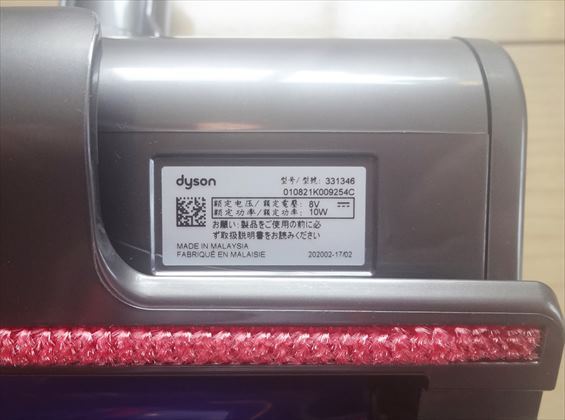 dyson
型号/型號: 331346
010821K009254C
额定电压/額定電壓: 8V
额定功率/額定功率: 10W
お願い:製品をご使用の前に必
ず取扱説明書をお読みください
MADE IN MALAYSIA
FABRIQUÉ EN MALAISIE
202002-17/02